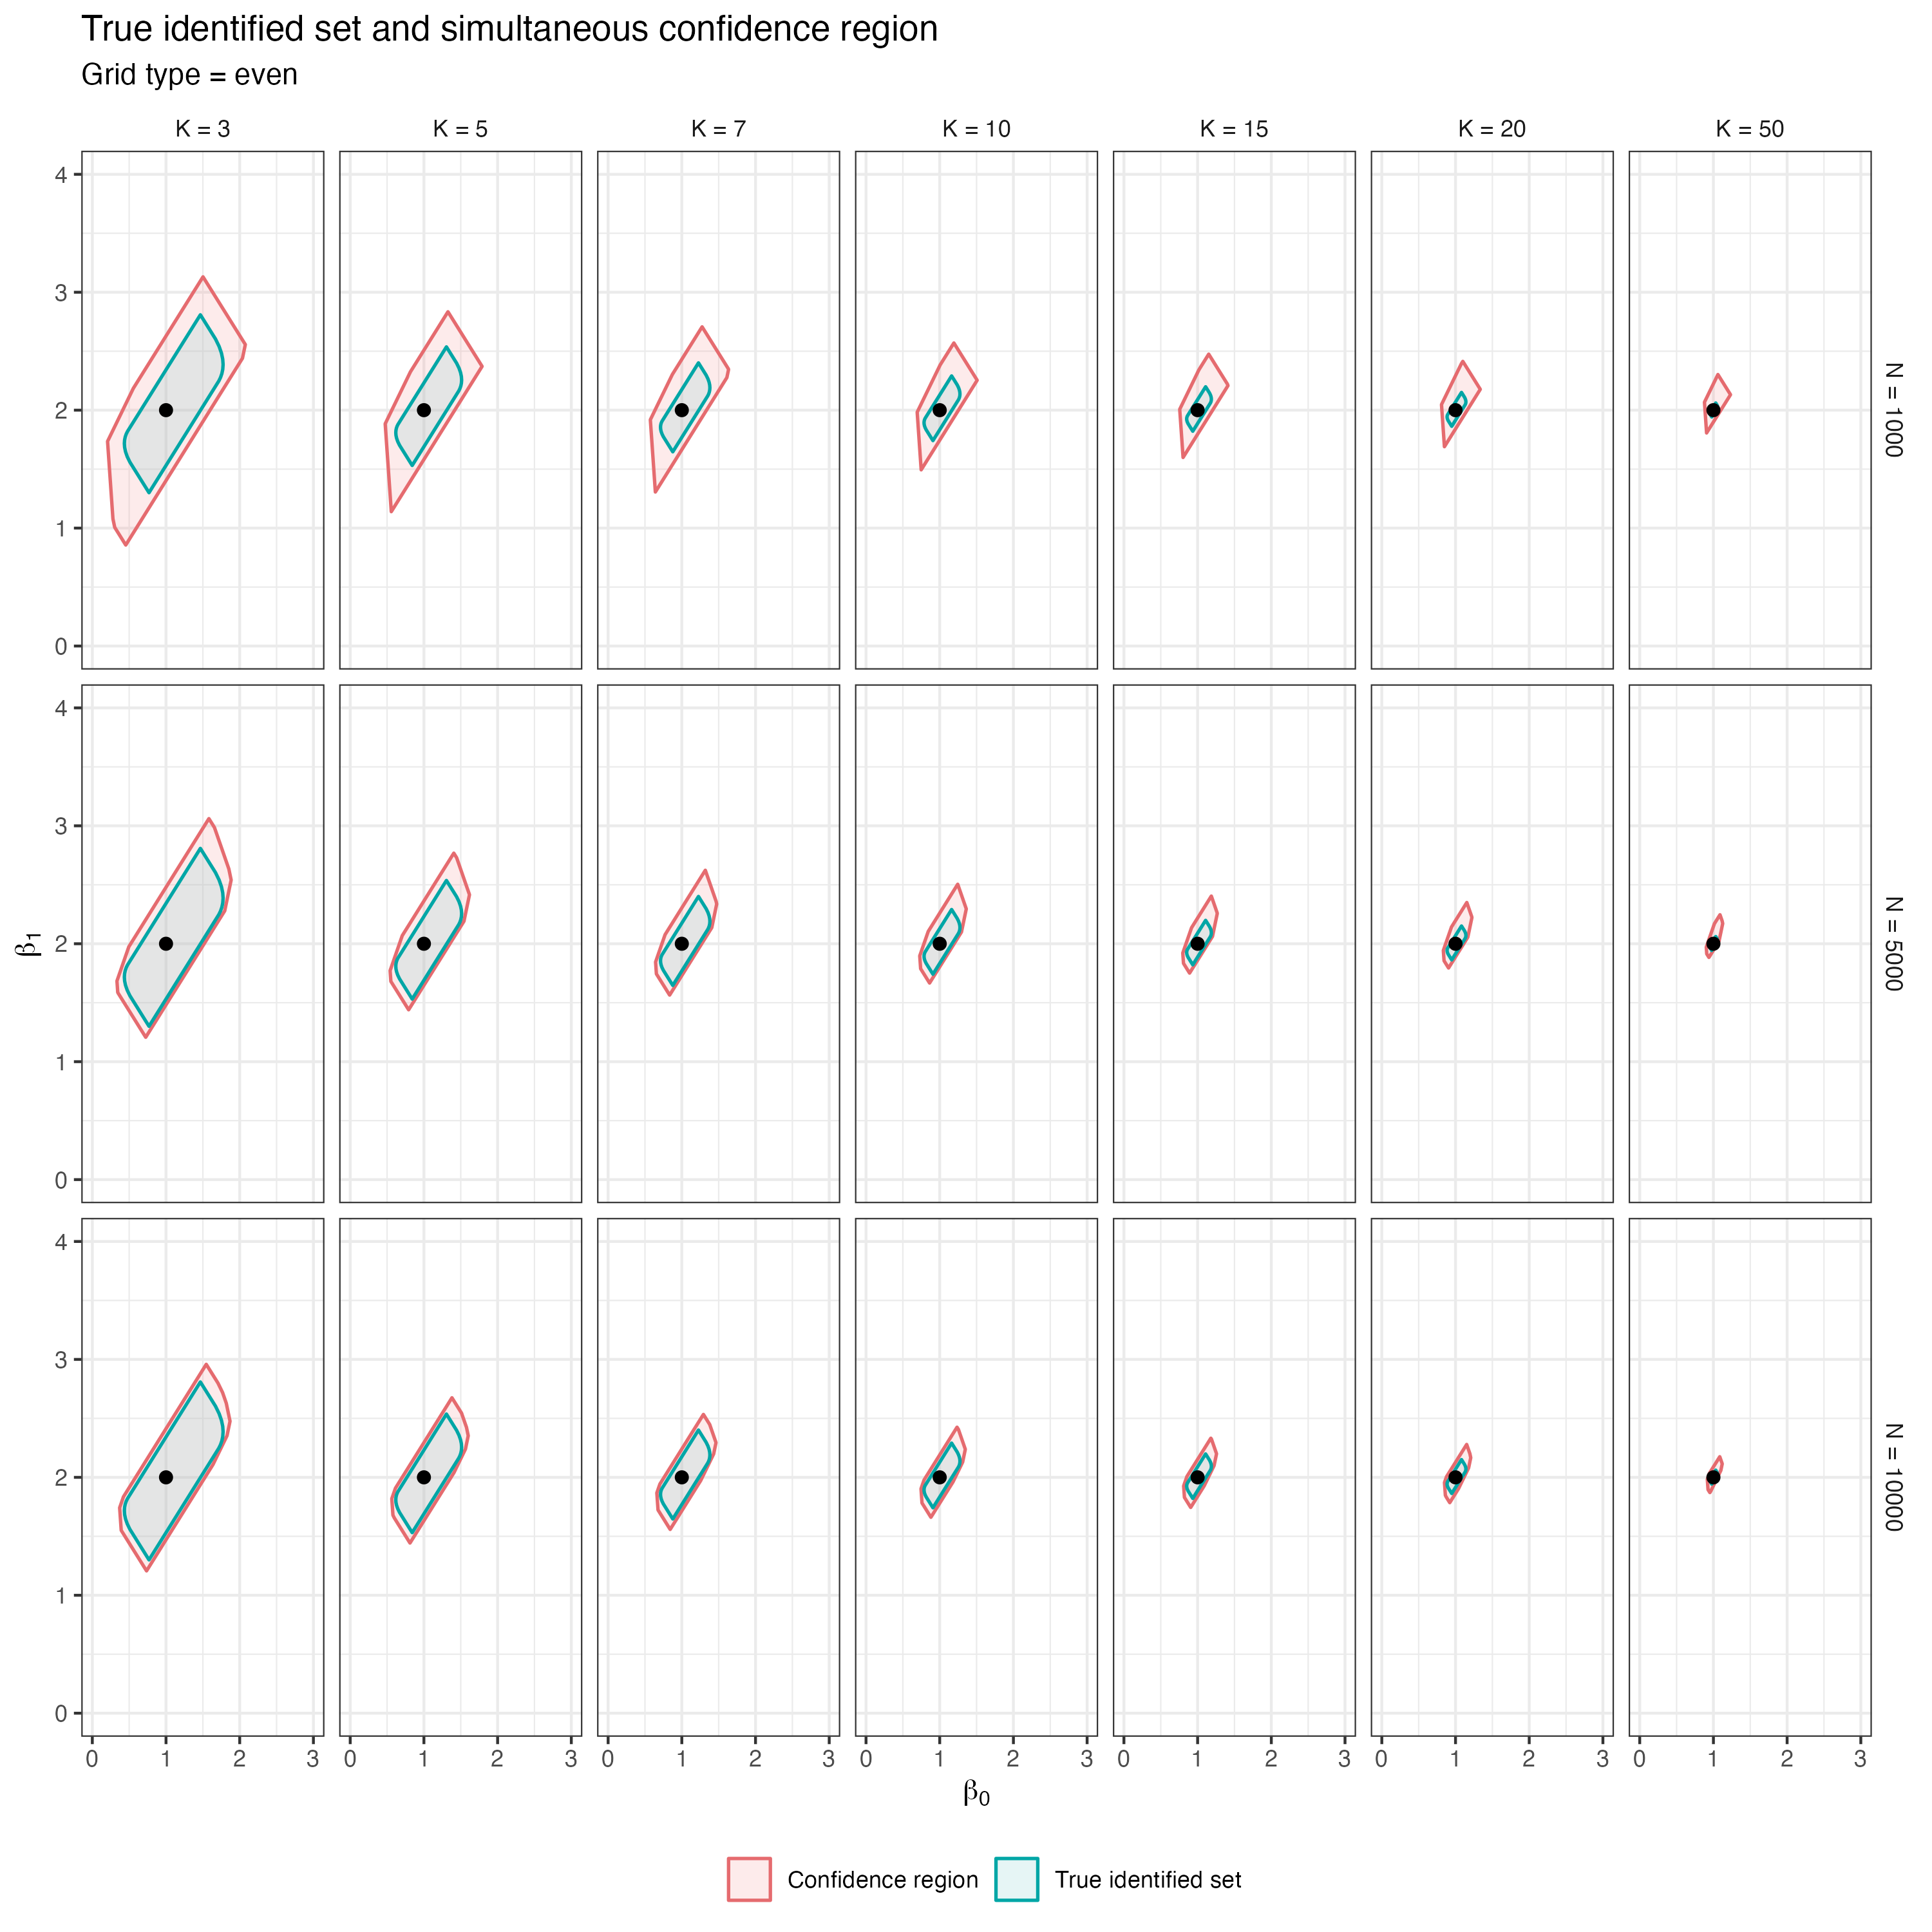 True identified set and simultaneous confidence region
Grid type = even
K = 3 K = 5 K = 7 K = 10 K = 15 K = 20 K = 50
4
3
2
1
0
N = 1000
4
3
2
1
0
N = 5000
β1
4
3
2
1
0
N = 10000
0 1 2 3 0 1 2 3 0 1 2 3 0 1 2 3 0 1 2 3 0 1 2 3 0 1 2 3
β0
Confidence region True identified set